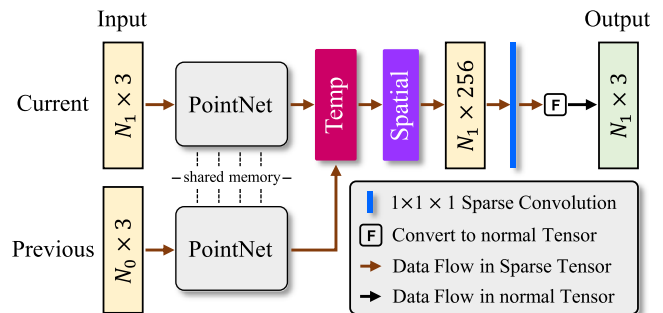 Input
Output
Current
N₁ × 3
PointNet
Temp
Spatial
N₁ × 256
F
N₁ × 3
shared memory
Previous
N₀ × 3
PointNet
1×1 × 1 Sparse Convolution
F Convert to normal Tensor
Data Flow in Sparse Tensor
Data Flow in normal Tensor